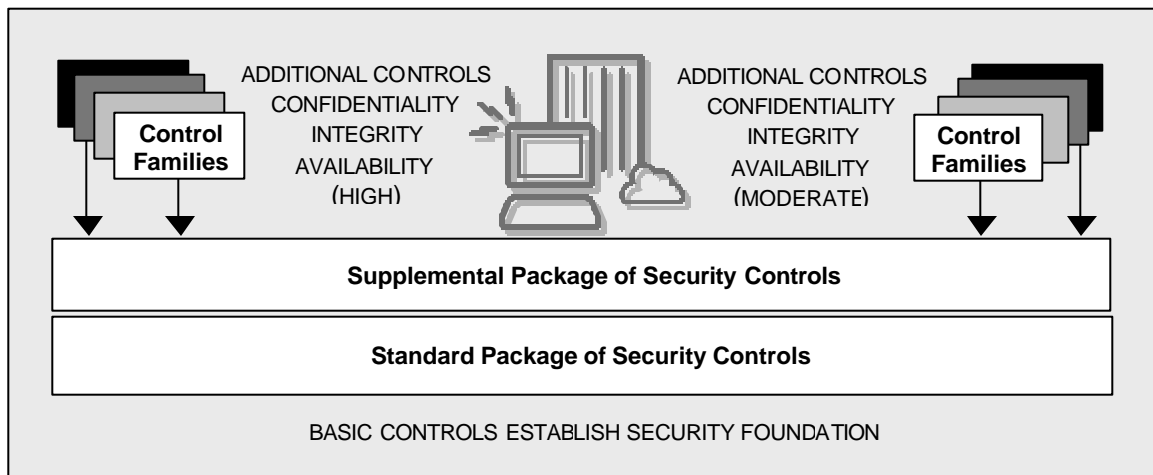 Control
Families
ADDITIONAL CONTROLS
CONFIDENTIALITY
INTEGRITY
AVAILABILITY
(HIGH)
ADDITIONAL CONTROLS
CONFIDENTIALITY
INTEGRITY
AVAILABILITY
(MODERATE)
Control
Families
Supplemental Package of Security Controls
Standard Package of Security Controls
BASIC CONTROLS ESTABLISH SECURITY FOUNDATION